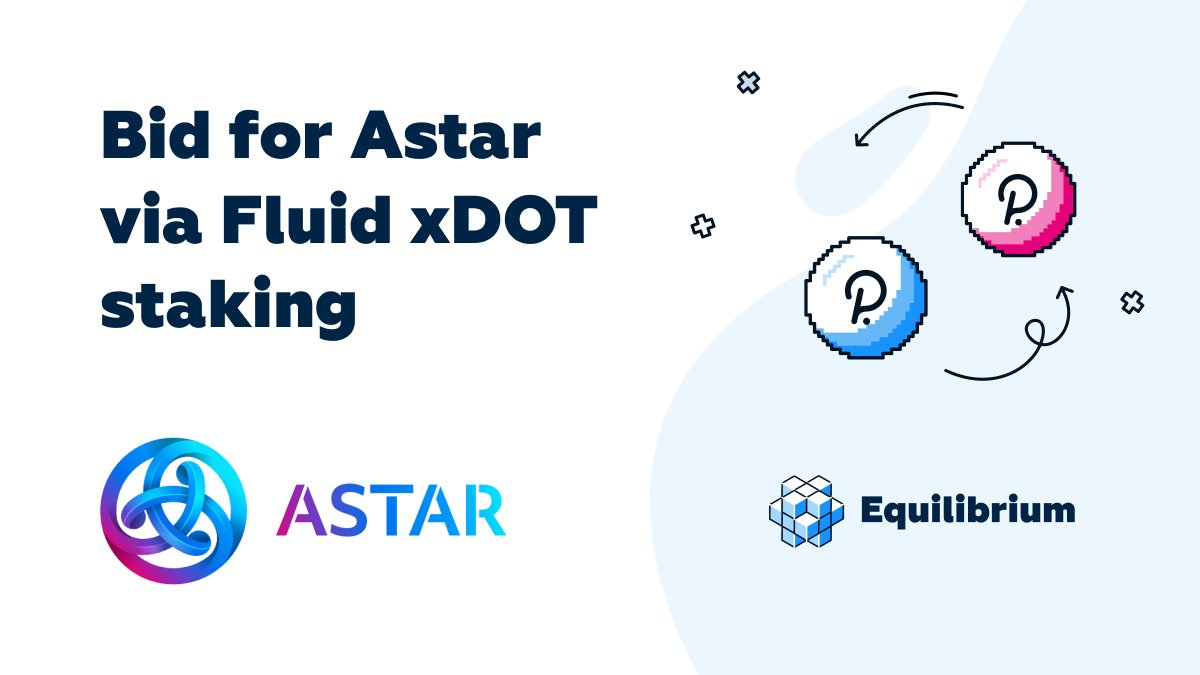 Bid for Astar
via Fluid xDOT
staking
ASTAR
Equilibrium